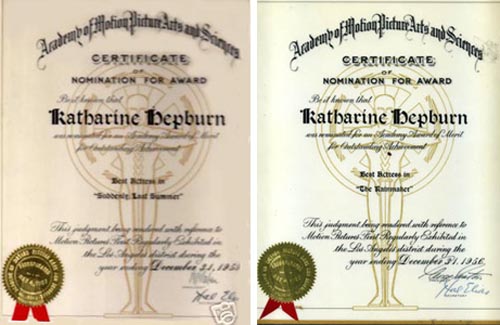 Academy of Motion Picture Arts and Sciences
CERTIFICATE
OF
NOMINATION FOR AWARD
Be it known that
Katharine Hepburn
was nominated for an Academy Award of Merit
for Outstanding Achievement
Best Actress in
"Suddenly, Last Summer"
This judgment being rendered with reference to
Motion Pictures First Regularly Exhibited in
the Los Angeles district during the
year ending December 31, 195
Academy of Motion Picture Arts and Sciences
CERTIFICATE
OF
NOMINATION FOR AWARD
Be it known that
Katharine Hepburn
was nominated for an Academy Award of Merit
for Outstanding Achievement
Best Actress in
"The Rainmaker"
This judgment being rendered with reference to
Motion Pictures First Regularly Exhibited in
the Los Angeles district during the
year ending December 31, 1956.
SECRETARY